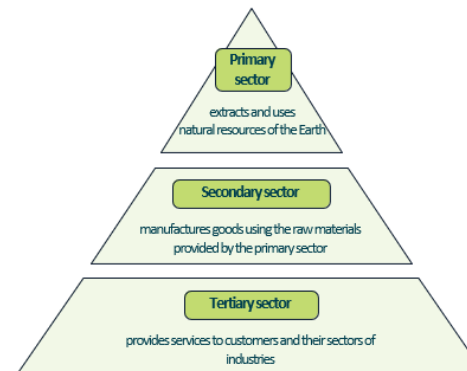 Primary
sector
extracts and uses
natural resources of the Earth
Secondary sector
manufactures goods using the raw materials
provided by the primary sector
Tertiary sector
provides services to customers and their sectors of
industries